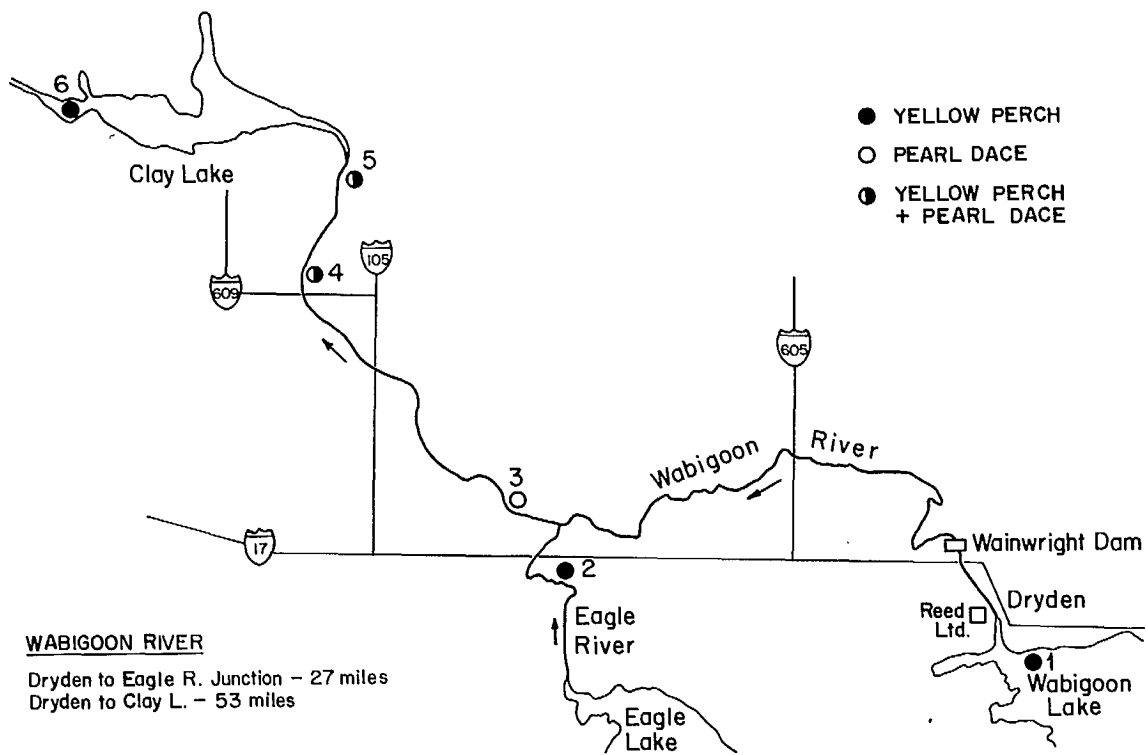 6
5
Clay Lake
YELLOW PERCH
PEARL DACE
YELLOW PERCH
+ PEARL DACE
105
4
609
605
River
Wabigoon
3
17
2
Wainwright Dam
Dryden
Reed
Ltd.
Eagle
River
1
Wabigoon
Lake
Eagle
Lake
WABIGOON RIVER
Dryden to Eagle R. Junction – 27 miles
Dryden to Clay L. – 53 miles